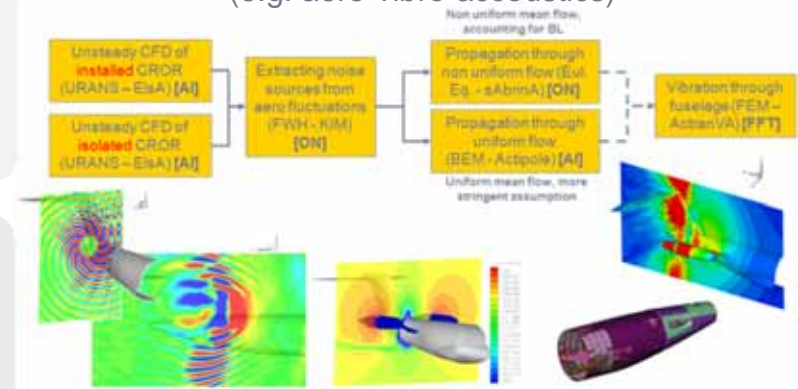 (e.g. aero-vibro-accoustics)
Non uniform mean flow,
accounting for BL
Unsteady CFD of
installed CROR
(URANS – ElsA) [AI]
Unsteady CFD of
isolated CROR
(URANS – ElsA) [AI]
Extracting noise
sources from
aero fluctuations
(FWH - KIM)
[ON]
Propagation through
non uniform flow (Eul.
Eq. - sAbrinA) [ON]
Propagation through
uniform flow
(BEM - Actipole) [AI]
Uniform mean flow, more
stringent assumption
Vibration through
fuselage (FEM –
ActranVA) [FFT]